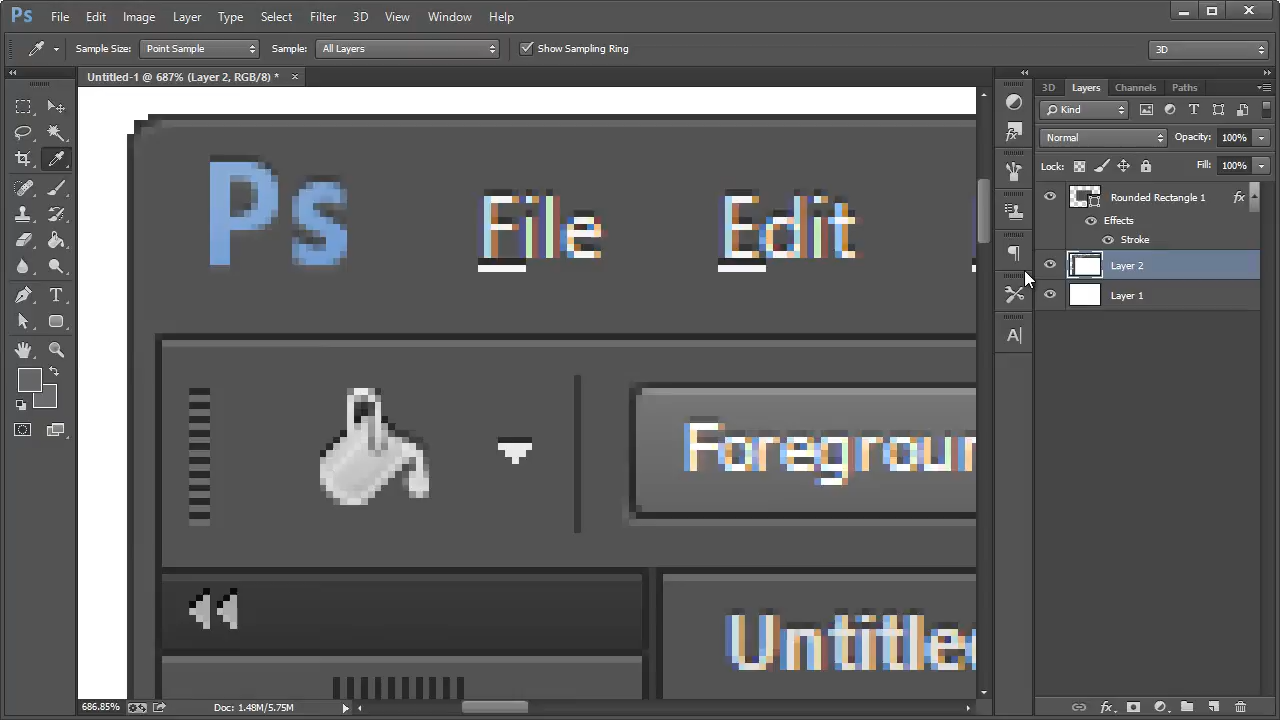 Ps File Edit Image Layer Type Select Filter 3D View Window Help
Sample Size: Point Sample Sample: All Layers Show Sampling Ring 3D
Untitled-1 @ 687% (Layer 2, RGB/8) *
3D Layers Channels Paths
Kind
Normal Opacity: 100%
Lock: Fill: 100%
Rounded Rectangle 1 fx
Effects
Stroke
Layer 2
Layer 1
Ps File Edit
Foregroun
Untitled
686.85% Doc: 1.48M/5.75M